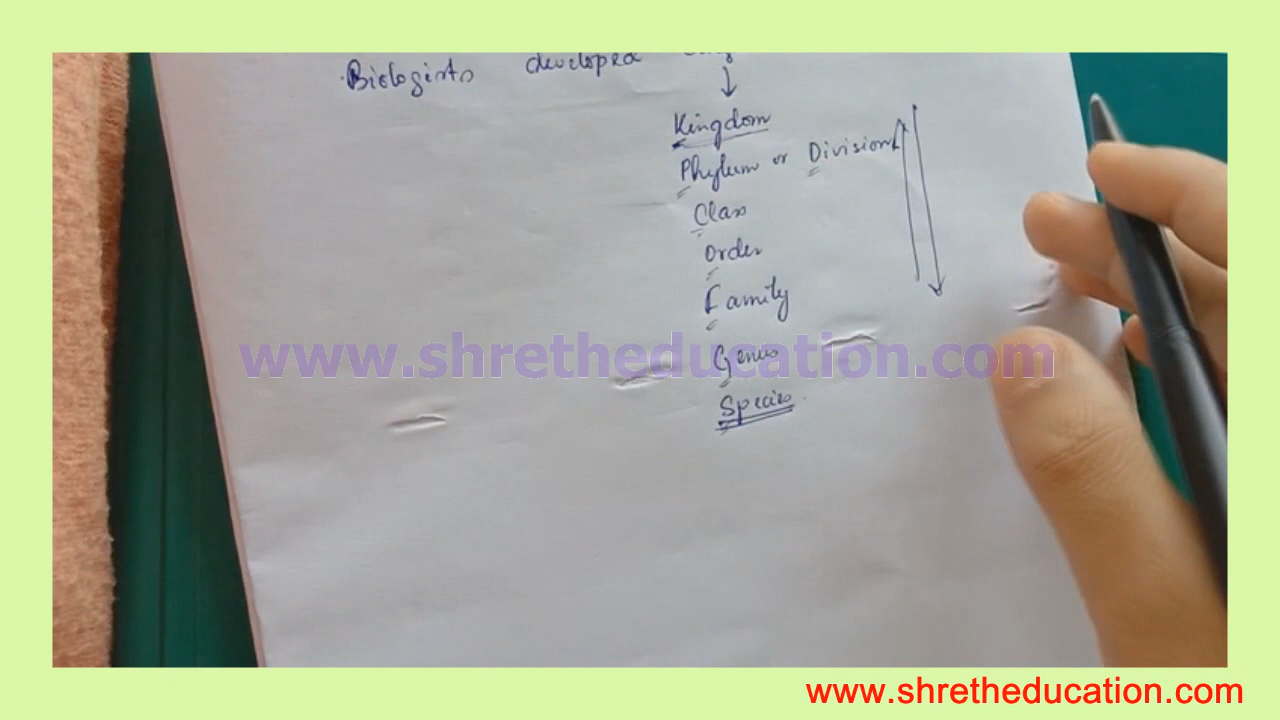 Biologists developed
Kingdom
Phylum or Division
Class
Order
Family
Genus
Species
www.shretheducation.com
www.shretheducation.com